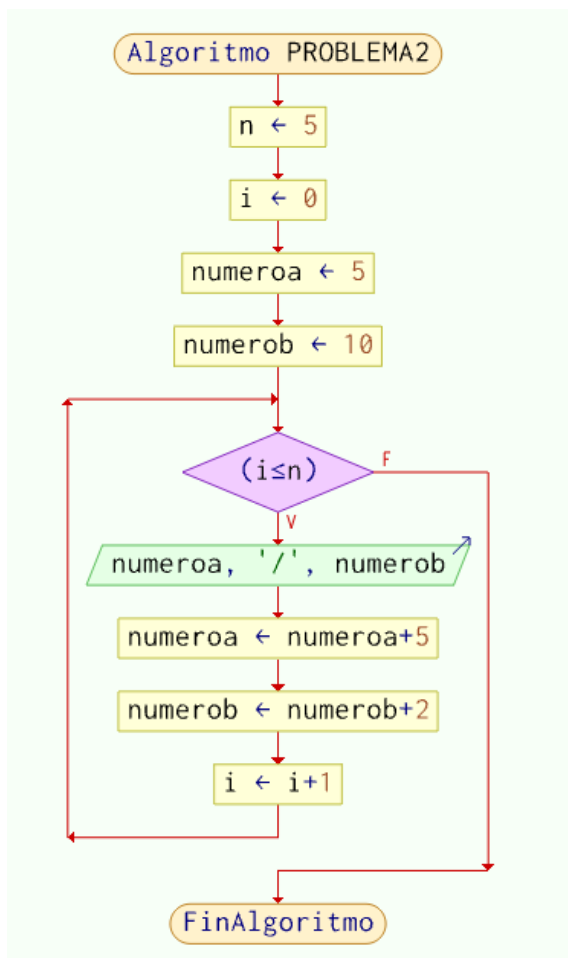 Algoritmo PROBLEMA2
n ← 5
i ← 0
numeroa ← 5
numerob ← 10
(i≤n)
F
V
numeroa, '/', numerob
numeroa ← numeroa+5
numerob ← numerob+2
i ← i+1
FinAlgoritmo